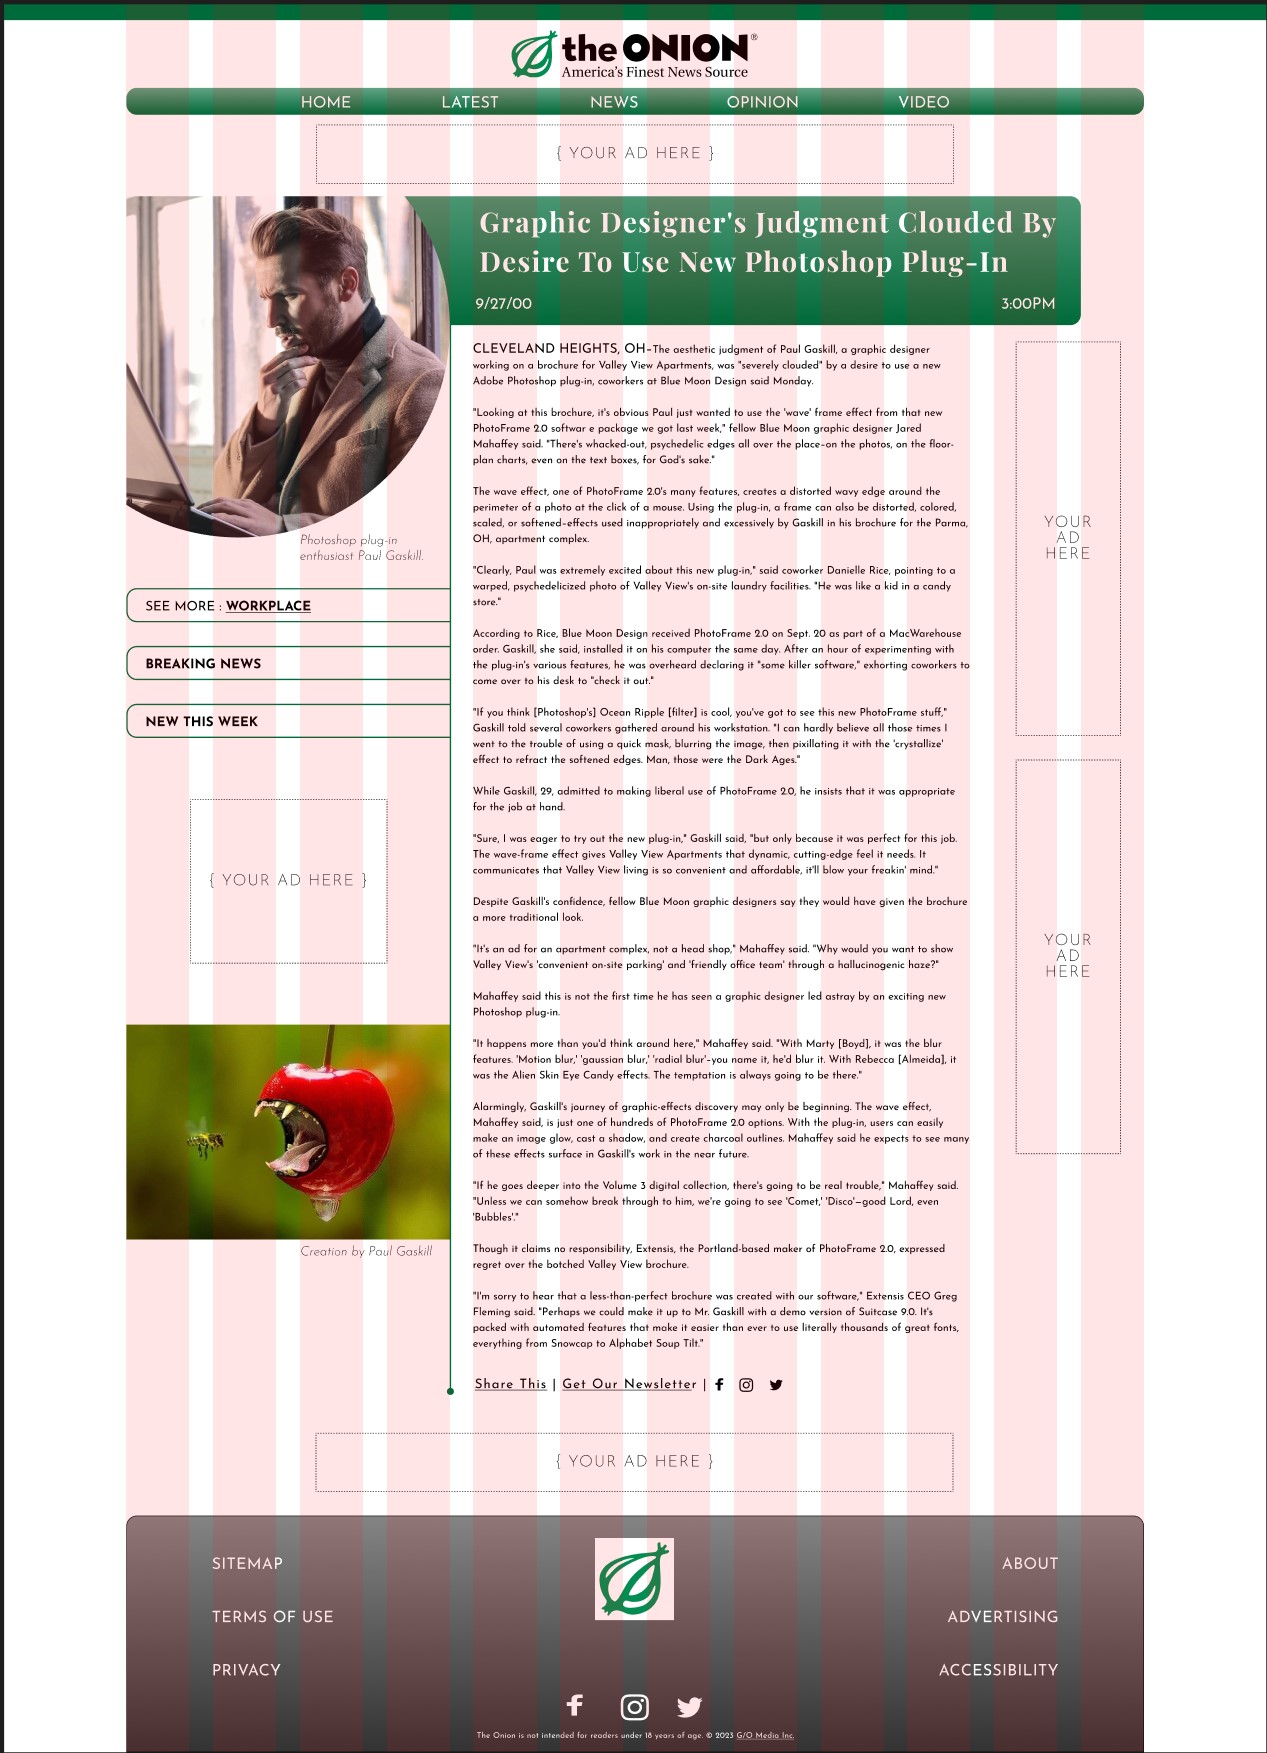 the ONION®
America's Finest News Source
HOME LATEST NEWS OPINION VIDEO
{ YOUR AD HERE }
Graphic Designer's Judgment Clouded By
Desire To Use New Photoshop Plug-In
9/27/00 3:00PM
Photoshop plug-in
enthusiast Paul Gaskill.
SEE MORE : WORKPLACE
BREAKING NEWS
NEW THIS WEEK
{ YOUR AD HERE }
Creation by Paul Gaskill
CLEVELAND HEIGHTS, OH–The aesthetic judgment of Paul Gaskill, a graphic designer
working on a brochure for Valley View Apartments, was "severely clouded" by a desire to use a new
Adobe Photoshop plug-in, coworkers at Blue Moon Design said Monday.
"Looking at this brochure, it's obvious Paul just wanted to use the 'wave' frame effect from that new
PhotoFrame 2.0 softwar e package we got last week," fellow Blue Moon graphic designer Jared
Mahaffey said. "There's whacked-out, psychedelic edges all over the place–on the photos, on the floor-
plan charts, even on the text boxes, for God's sake."
The wave effect, one of PhotoFrame 2.0's many features, creates a distorted wavy edge around the
perimeter of a photo at the click of a mouse. Using the plug-in, a frame can also be distorted, colored,
scaled, or softened–effects used inappropriately and excessively by Gaskill in his brochure for the Parma,
OH, apartment complex.
"Clearly, Paul was extremely excited about this new plug-in," said coworker Danielle Rice, pointing to a
warped, psychedelicized photo of Valley View's on-site laundry facilities. "He was like a kid in a candy
store."
According to Rice, Blue Moon Design received PhotoFrame 2.0 on Sept. 20 as part of a MacWarehouse
order. Gaskill, she said, installed it on his computer the same day. After an hour of experimenting with
the plug-in's various features, he was overheard declaring it "some killer software," exhorting coworkers to
come over to his desk to "check it out."
"If you think [Photoshop's] Ocean Ripple [filter] is cool, you've got to see this new PhotoFrame stuff,"
Gaskill told several coworkers gathered around his workstation. "I can hardly believe all those times I
went to the trouble of using a quick mask, blurring the image, then pixillating it with the 'crystallize'
effect to refract the softened edges. Man, those were the Dark Ages."
While Gaskill, 29, admitted to making liberal use of PhotoFrame 2.0, he insists that it was appropriate
for the job at hand.
"Sure, I was eager to try out the new plug-in," Gaskill said, "but only because it was perfect for this job.
The wave-frame effect gives Valley View Apartments that dynamic, cutting-edge feel it needs. It
communicates that Valley View living is so convenient and affordable, it'll blow your freakin' mind."
Despite Gaskill's confidence, fellow Blue Moon graphic designers say they would have given the brochure
a more traditional look.
"It's an ad for an apartment complex, not a head shop," Mahaffey said. "Why would you want to show
Valley View's 'convenient on-site parking' and 'friendly office team' through a hallucinogenic haze?"
Mahaffey said this is not the first time he has seen a graphic designer led astray by an exciting new
Photoshop plug-in.
"It happens more than you'd think around here," Mahaffey said. "With Marty [Boyd], it was the blur
features. 'Motion blur,' 'gaussian blur,' 'radial blur'–you name it, he'd blur it. With Rebecca [Almeida], it
was the Alien Skin Eye Candy effects. The temptation is always going to be there."
Alarmingly, Gaskill's journey of graphic-effects discovery may only be beginning. The wave effect,
Mahaffey said, is just one of hundreds of PhotoFrame 2.0 options. With the plug-in, users can easily
make an image glow, cast a shadow, and create charcoal outlines. Mahaffey said he expects to see many
of these effects surface in Gaskill's work in the near future.
"If he goes deeper into the Volume 3 digital collection, there's going to be real trouble," Mahaffey said.
"Unless we can somehow break through to him, we're going to see 'Comet,' 'Disco'—good Lord, even
'Bubbles'."
Though it claims no responsibility, Extensis, the Portland-based maker of PhotoFrame 2.0, expressed
regret over the botched Valley View brochure.
"I'm sorry to hear that a less-than-perfect brochure was created with our software," Extensis CEO Greg
Fleming said. "Perhaps we could make it up to Mr. Gaskill with a demo version of Suitcase 9.0. It's
packed with automated features that make it easier than ever to use literally thousands of great fonts,
everything from Snowcap to Alphabet Soup Tilt."
Share This | Get Our Newsletter |
YOUR
AD
HERE
YOUR
AD
HERE
{ YOUR AD HERE }
SITEMAP
TERMS OF USE
PRIVACY
ABOUT
ADVERTISING
ACCESSIBILITY
The Onion is not intended for readers under 18 years of age. © 2023 G/O Media Inc.